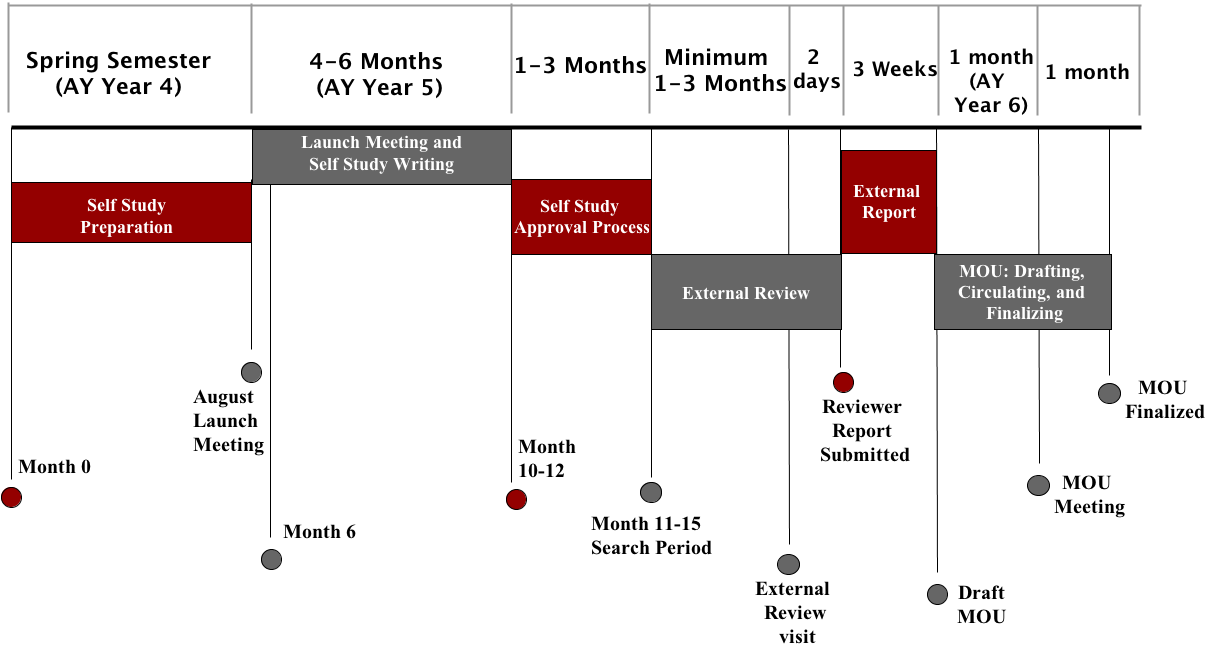 Spring Semester
(AY Year 4)
4-6 Months
(AY Year 5)
1-3 Months
Minimum
1-3 Months
2
days
3 Weeks
1 month
(AY
Year 6)
1 month
Launch Meeting and
Self Study Writing
Self Study
Preparation
Self Study
Approval Process
External
Report
External Review
MOU: Drafting,
Circulating, and
Finalizing
August
Launch
Meeting
Month 0
Month 6
Month
10-12
Month 11-15
Search Period
External
Review
visit
Reviewer
Report
Submitted
Draft
MOU
MOU
Meeting
MOU
Finalized